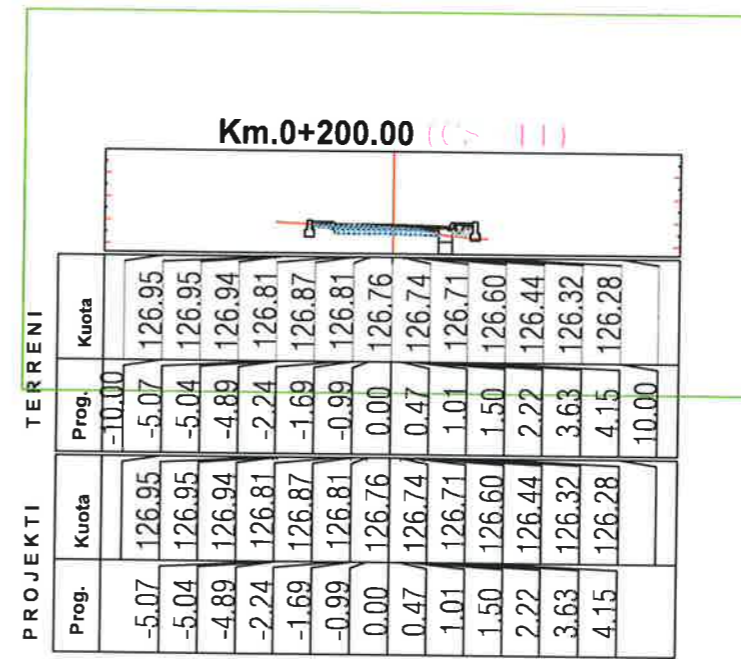 Km.0+200.00
TERRENI
Kuota 126.95 126.95 126.94 126.81 126.87 126.81 126.76 126.74 126.71 126.60 126.44 126.32 126.28
Prog. -10.00 -5.07 -5.04 -4.89 -2.24 -1.69 -0.99 0.00 0.47 1.01 1.50 2.22 3.63 4.15 10.00
PROJEKTI
Kuota 126.95 126.95 126.94 126.81 126.87 126.81 126.76 126.74 126.71 126.60 126.44 126.32 126.28
Prog. -5.07 -5.04 -4.89 -2.24 -1.69 -0.99 0.00 0.47 1.01 1.50 2.22 3.63 4.15